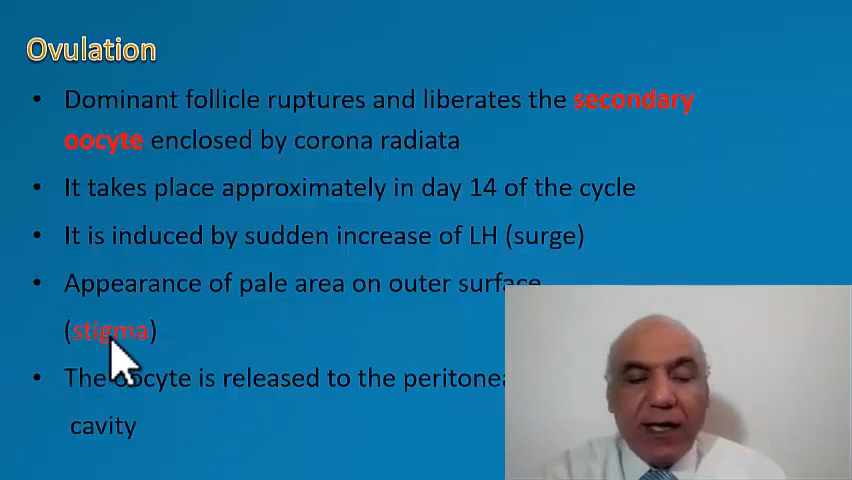 Ovulation
• Dominant follicle ruptures and liberates the secondary
oocyte enclosed by corona radiata
• It takes place approximately in day 14 of the cycle
• It is induced by sudden increase of LH (surge)
• Appearance of pale area on outer surface
(stigma)
• The oocyte is released to the
cavity